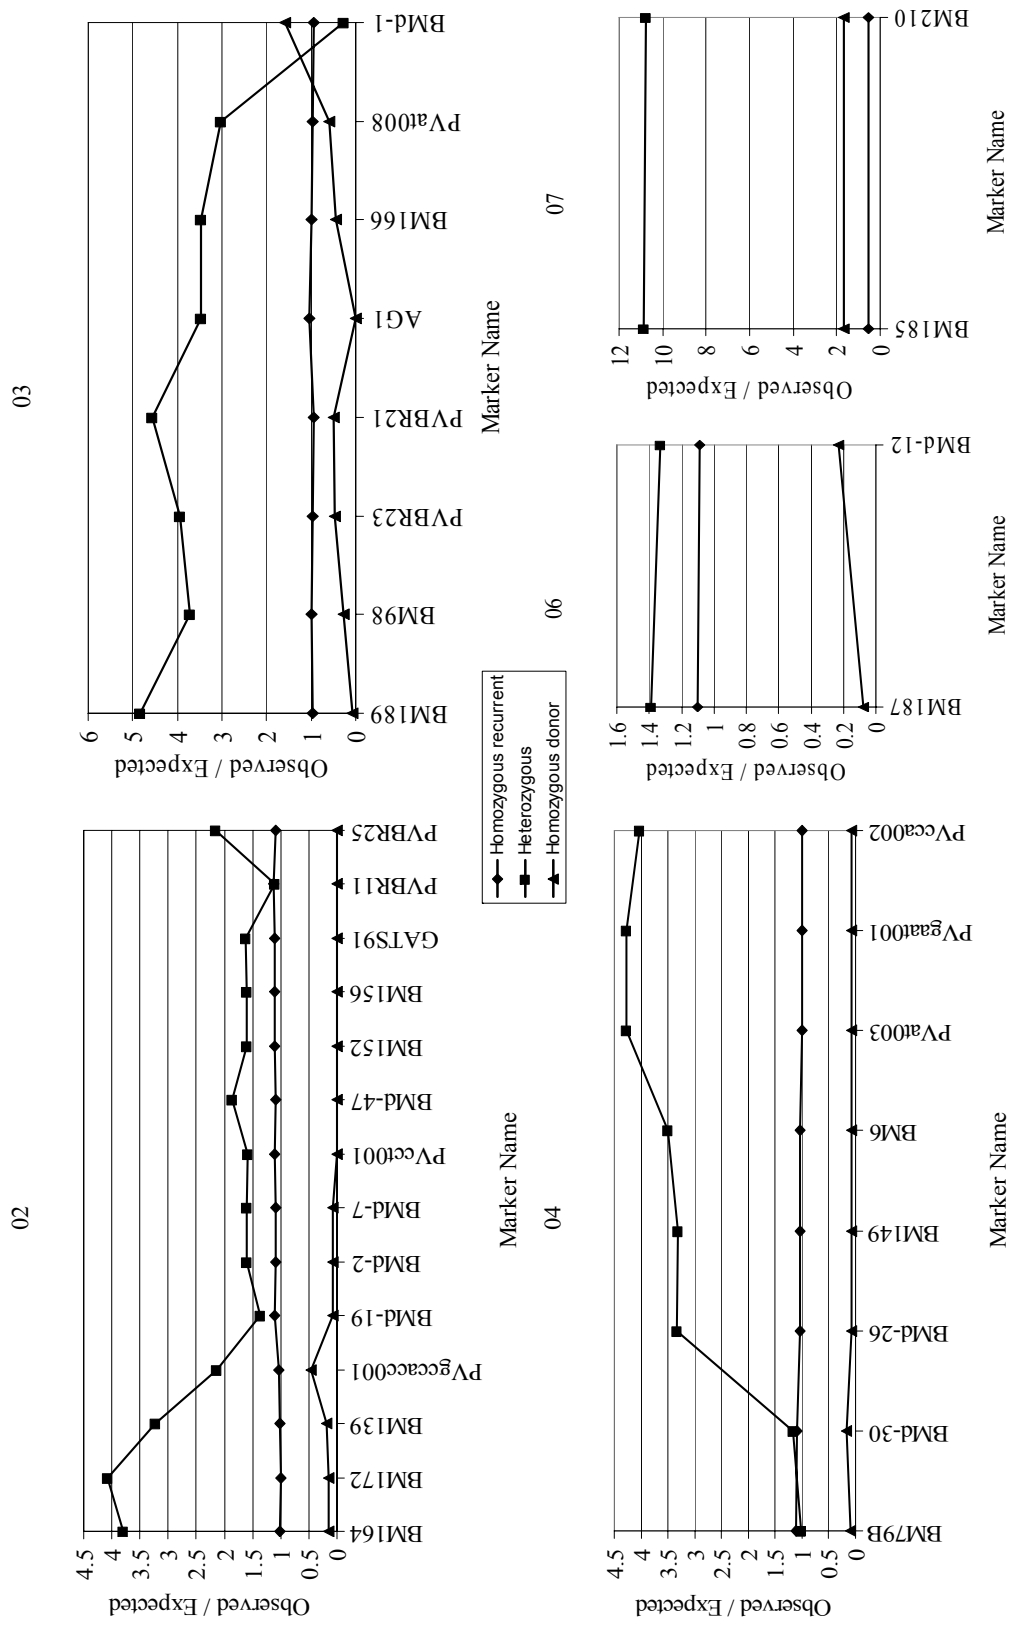 02
Observed / Expected
4.5
4
3.5
3
2.5
2
1.5
1
0.5
0
BM164
BM172
BM139
PVgccacc001
BMd-19
BMd-2
BMd-7
PVcct001
BMd-47
BM152
BM156
GATS91
PVBR11
PVBR25
Marker Name
03
Observed / Expected
6
5
4
3
2
1
0
BM189
BM98
PVBR23
PVBR21
AG1
BM166
PVat008
BMd-1
Marker Name
Homozygous recurrent
Heterozygous
Homozygous donor
04
Observed / Expected
4.5
4
3.5
3
2.5
2
1.5
1
0.5
0
BM79B
BMd-30
BMd-26
BM149
BM6
PVat003
PVgaat001
PVcca002
Marker Name
06
Observed / Expected
1.6
1.4
1.2
1
0.8
0.6
0.4
0.2
0
BM187
BMd-12
Marker Name
07
Observed / Expected
12
10
8
6
4
2
0
BM185
BM210
Marker Name